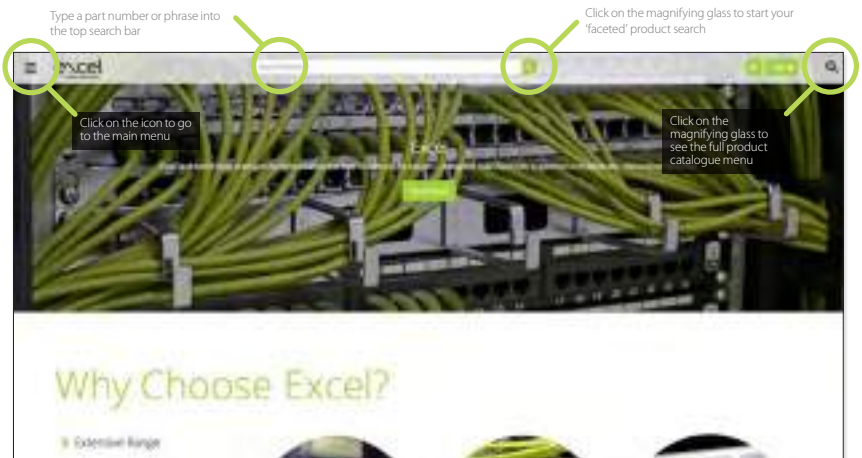 Type a part number or phrase into
the top search bar
Click on the magnifying glass to start your
'faceted' product search
excel
Click on the icon to go
to the main menu
Click on the
magnifying glass to
see the full product
catalogue menu
Excel
Why Choose Excel?
Extensive Range